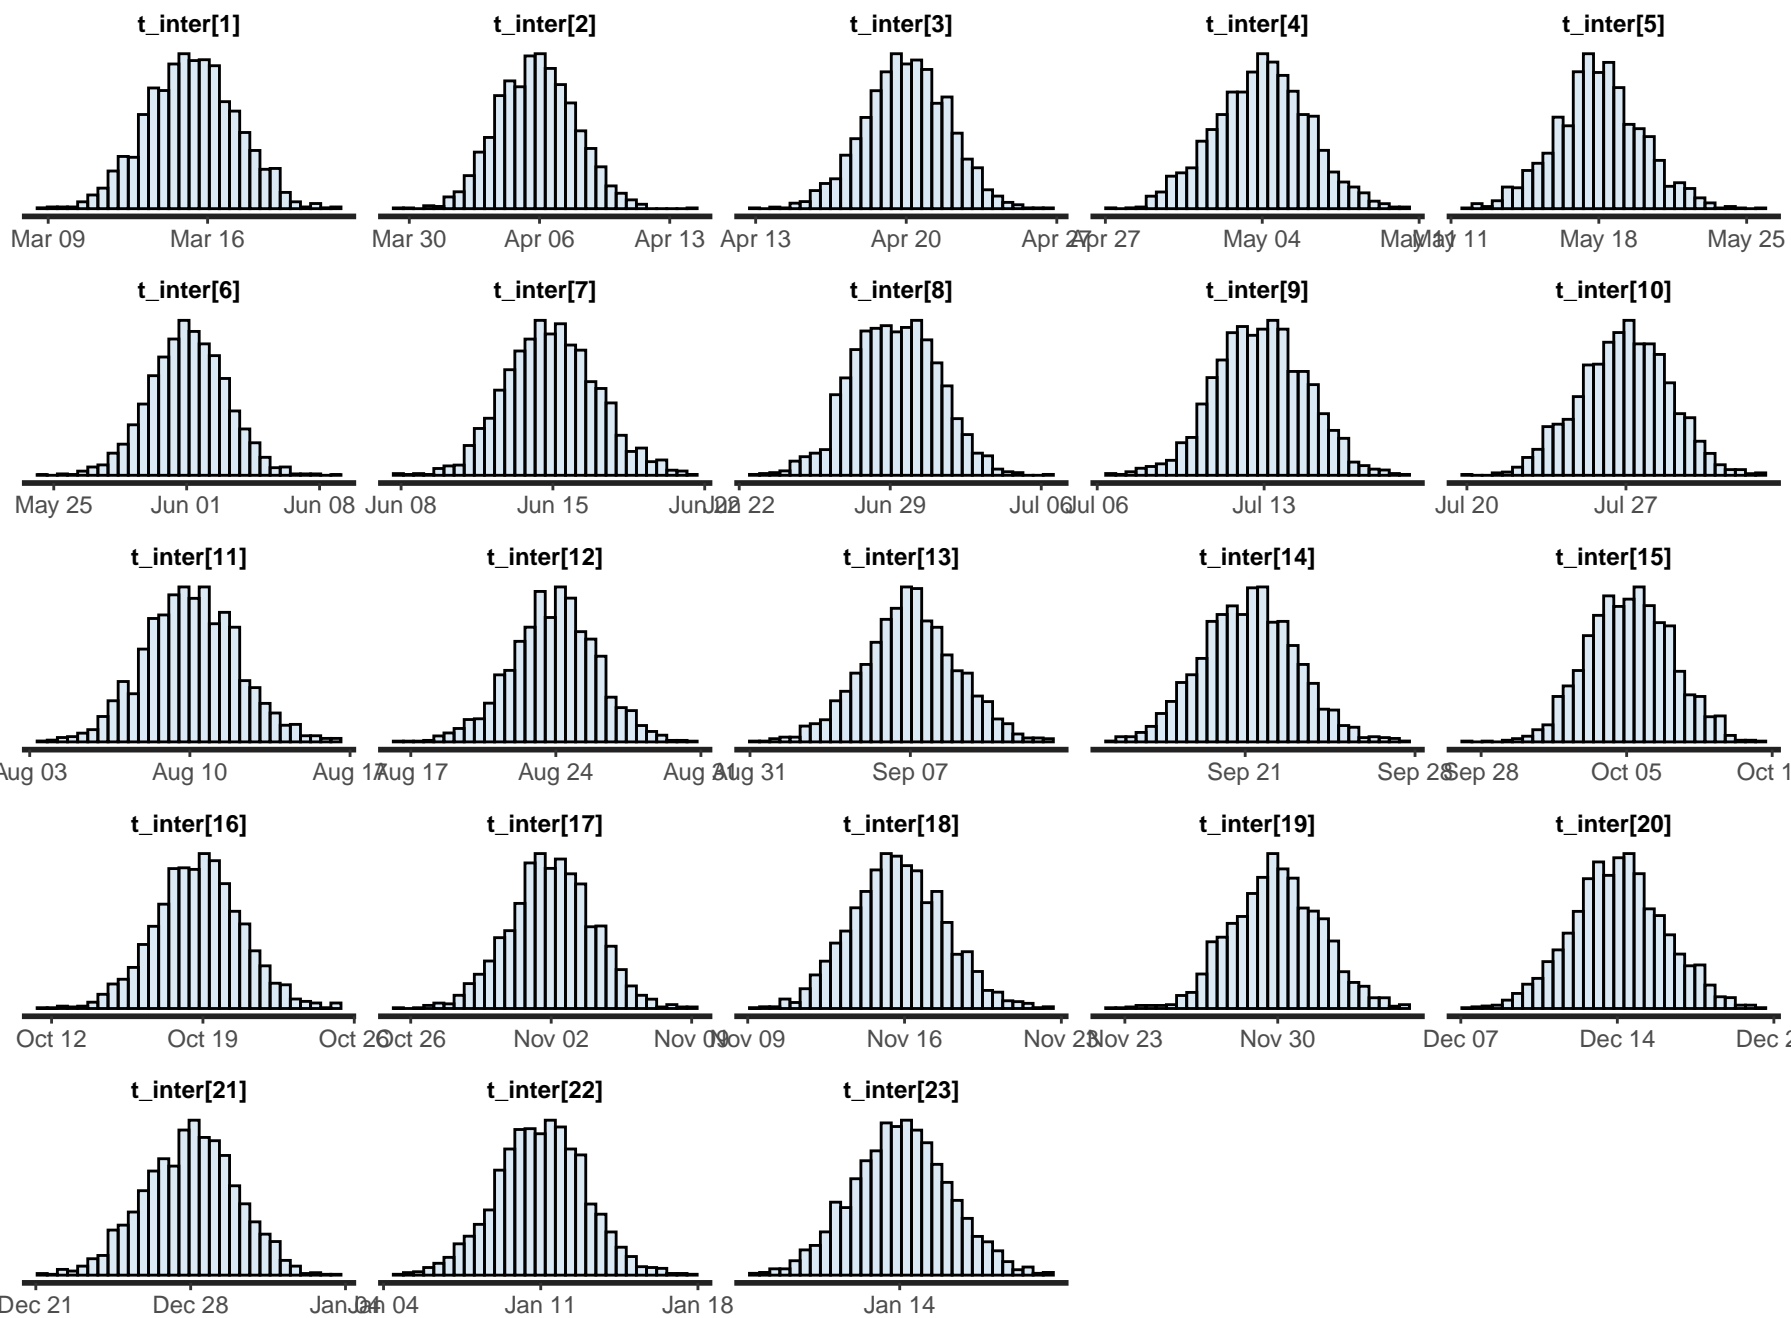 t_inter[1] t_inter[2] t_inter[3] t_inter[4] t_inter[5]
Mar 09 Mar 16 Mar 30 Apr 06 Apr 13 Apr 13 Apr 20 Apr 27 Apr 27 May 04 May 11 May 11 May 18 May 25
t_inter[6] t_inter[7] t_inter[8] t_inter[9] t_inter[10]
May 25 Jun 01 Jun 08 Jun 08 Jun 15 Jun 22 Jun 22 Jun 29 Jul 06 Jul 06 Jul 13 Jul 20 Jul 27
t_inter[11] t_inter[12] t_inter[13] t_inter[14] t_inter[15]
Aug 03 Aug 10 Aug 17 Aug 17 Aug 24 Aug 31 Aug 31 Sep 07 Sep 21 Sep 28 Sep 28 Oct 05 Oct 1
t_inter[16] t_inter[17] t_inter[18] t_inter[19] t_inter[20]
Oct 12 Oct 19 Oct 26 Oct 26 Nov 02 Nov 09 Nov 09 Nov 16 Nov 23 Nov 23 Nov 30 Dec 07 Dec 14 Dec 2
t_inter[21] t_inter[22] t_inter[23]
Dec 21 Dec 28 Jan 04 Jan 04 Jan 11 Jan 18 Jan 14